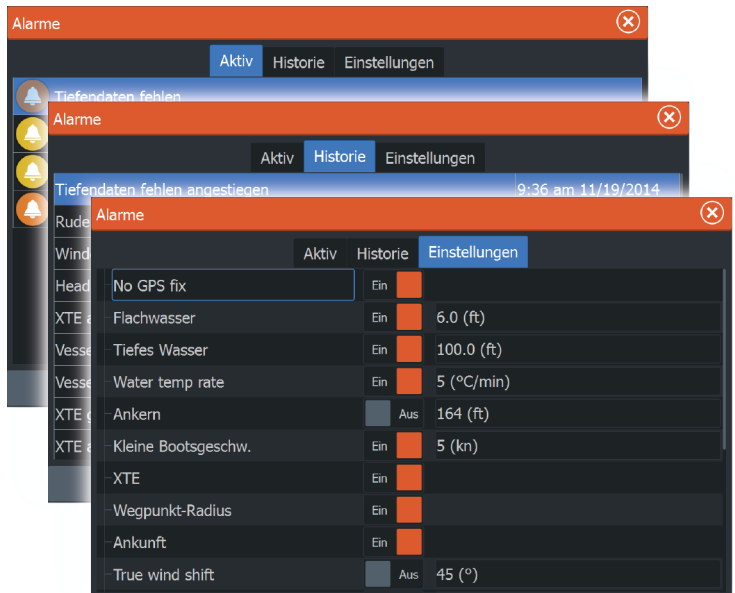 Alarme
Aktiv Historie Einstellungen
Tiefendaten fehlen
Alarme
Aktiv Historie Einstellungen
Tiefendaten fehlen angestiegen 9:36 am 11/19/2014
Rude
Wind
Head
XTE
Vesse
Vesse
XTE
XTE
Alarme
Aktiv Historie Einstellungen
No GPS fix Ein
Flachwasser Ein 6.0 (ft)
Tiefes Wasser Ein 100.0 (ft)
Water temp rate Ein 5 (°C/min)
Ankern Aus 164 (ft)
Kleine Bootsgeschw. Ein 5 (kn)
XTE Ein
Wegpunkt-Radius Ein
Ankunft Ein
True wind shift Aus 45 (°)